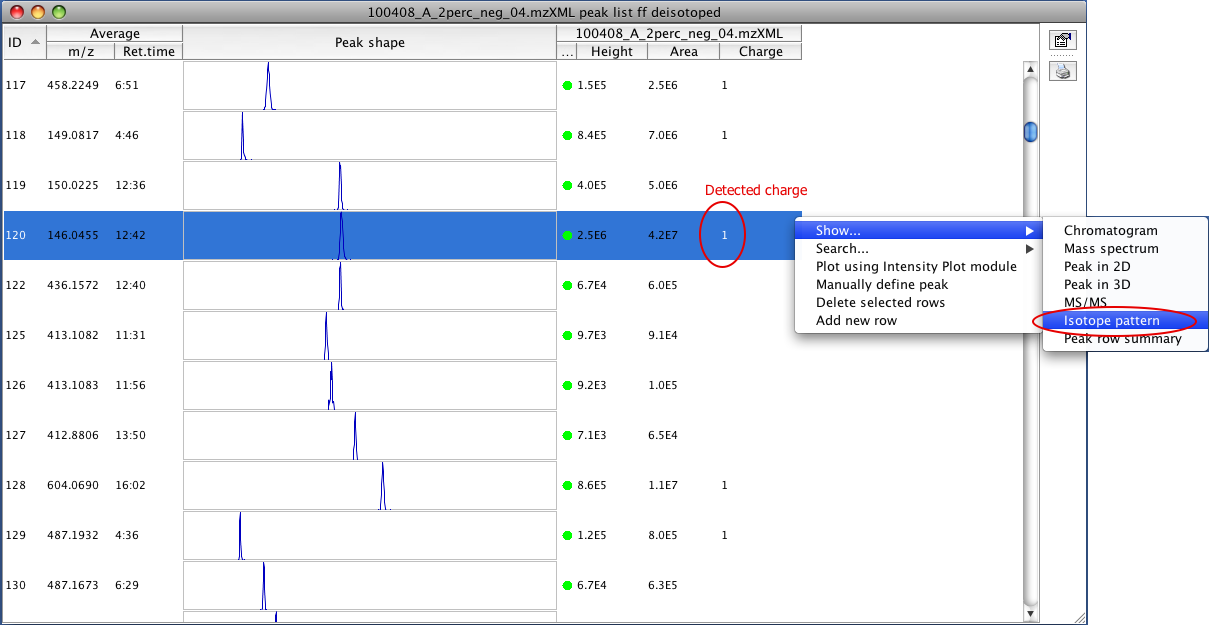 100408_A_2perc_neg_04.mzXML peak list ff deisotoped
ID Average Peak shape 100408_A_2perc_neg_04.mzXML
m/z Ret.time ... Height Area Charge
117 458.2249 6:51 1.5E5 2.5E6 1
118 149.0817 4:46 8.4E5 7.0E6 1
119 150.0225 12:36 4.0E5 5.0E6
Detected charge
120 146.0455 12:42 2.5E6 4.2E7 1
Show...
Search...
Plot using Intensity Plot module
Manually define peak
Delete selected rows
Add new row
Chromatogram
Mass spectrum
Peak in 2D
Peak in 3D
MS/MS
Isotope pattern
Peak row summary
122 436.1572 12:40 6.7E4 6.0E5
125 413.1082 11:31 9.7E3 9.1E4
126 413.1083 11:56 9.2E3 1.0E5
127 412.8806 13:50 7.1E3 6.5E4
128 604.0690 16:02 8.6E5 1.1E7 1
129 487.1932 4:36 1.2E5 8.0E5 1
130 487.1673 6:29 6.7E4 6.3E5